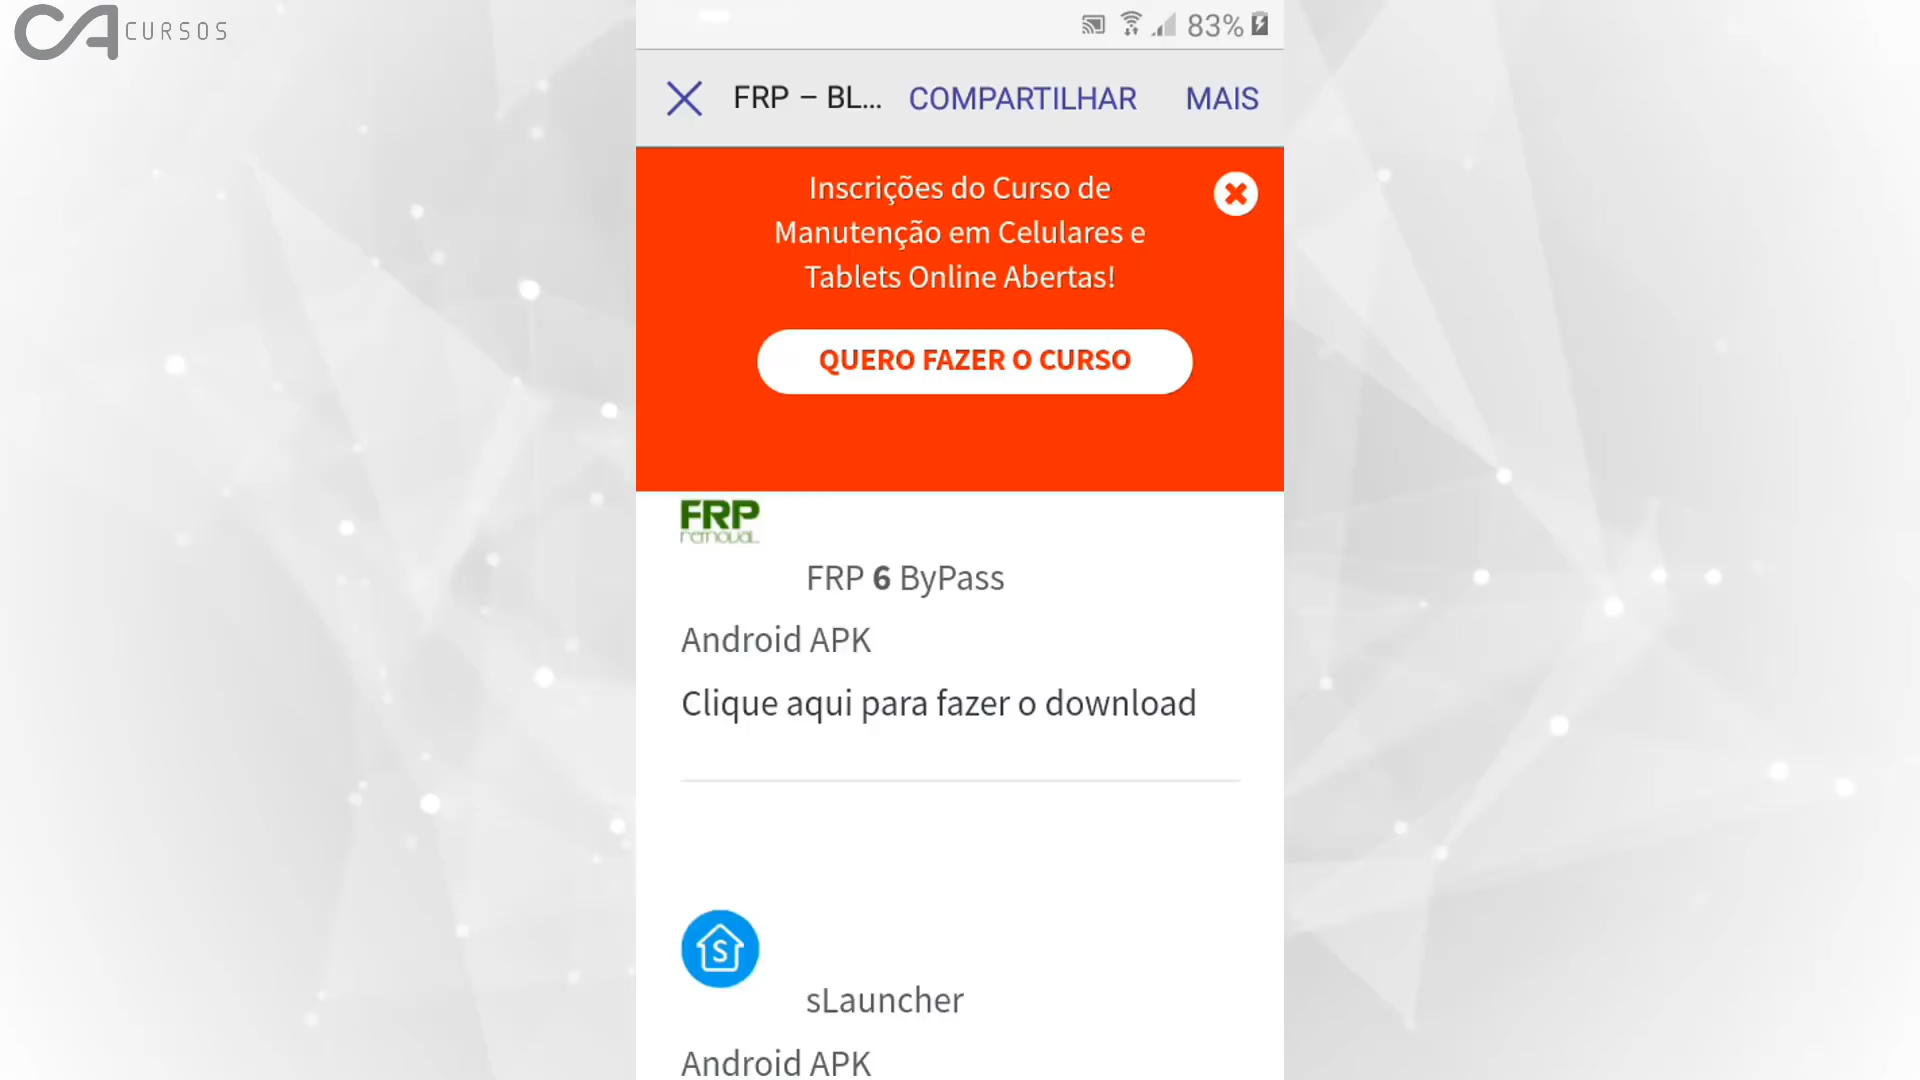 CA CURSOS
83%
FRP – BL... COMPARTILHAR MAIS
Inscrições do Curso de
Manutenção em Celulares e
Tablets Online Abertas!
QUERO FAZER O CURSO
FRP
removal
FRP 6 ByPass
Android APK
Clique aqui para fazer o download
S
sLauncher
Android APK